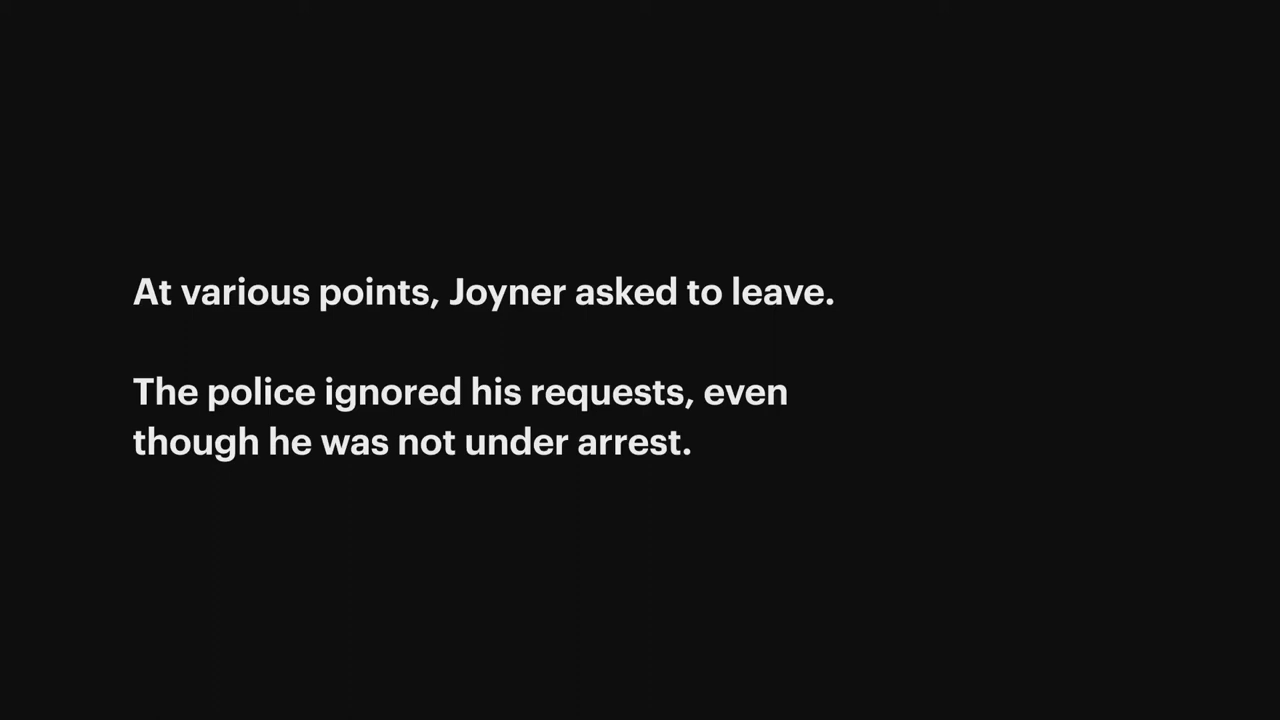 At various points, Joyner asked to leave.
The police ignored his requests, even
though he was not under arrest.